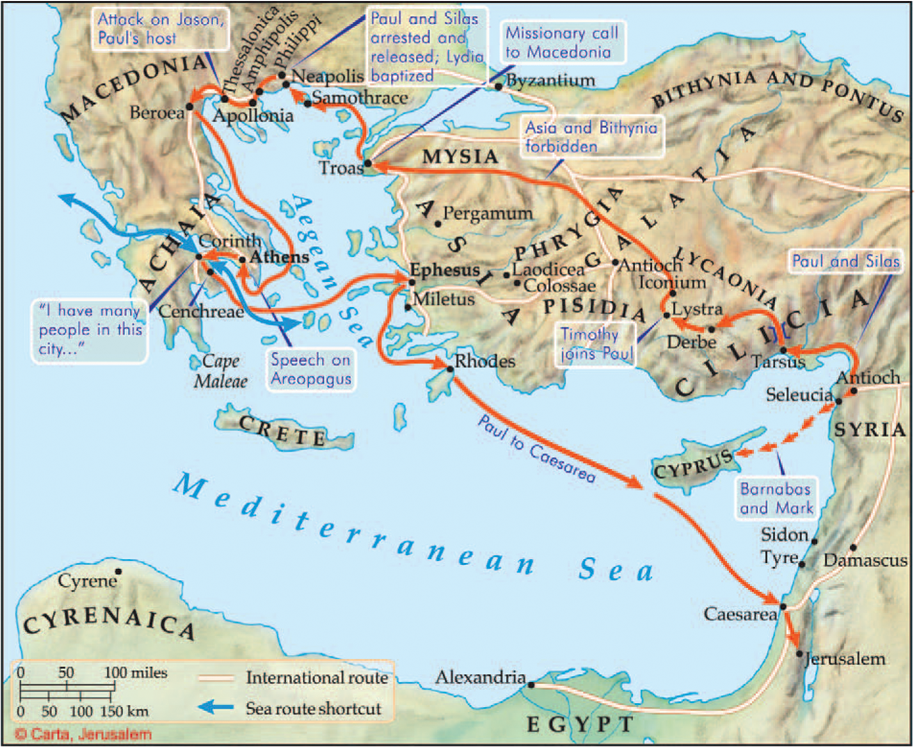 Attack on Jason,
Paul's host
Paul and Silas
arrested and
released; Lydia
baptized
Missionary call
to Macedonia
Thessalonica
Amphipolis
Philippi
MACEDONIA
Neapolis
Byzantium
BITHYNIA AND PONTUS
Beroea
Apollonia
Samothrace
Asia and Bithynia
forbidden
Troas
MYSIA
GALATIA
Aegean Sea
ASIA
Pergamum
PHRYGIA
ACHAIA
Corinth
Athens
Ephesus
Laodicea
Colossae
Antioch
Iconium
LYCAONIA
Paul and Silas
Miletus
PISIDIA
Lystra
Cenchreae
"I have many
people in this
city..."
Derbe
CILICIA
Timothy
joins Paul
Tarsus
Cape
Maleae
Speech on
Areopagus
Rhodes
Antioch
Seleucia
CRETE
Paul to Caesarea
SYRIA
CYPRUS
Barnabas
and Mark
Mediterranean Sea
Sidon
Tyre
Damascus
Cyrene
CYRENAICA
Caesarea
Jerusalem
0 50 100 miles
0 50 100 150 km
International route
Sea route shortcut
Alexandria
EGYPT
© Carta, Jerusalem